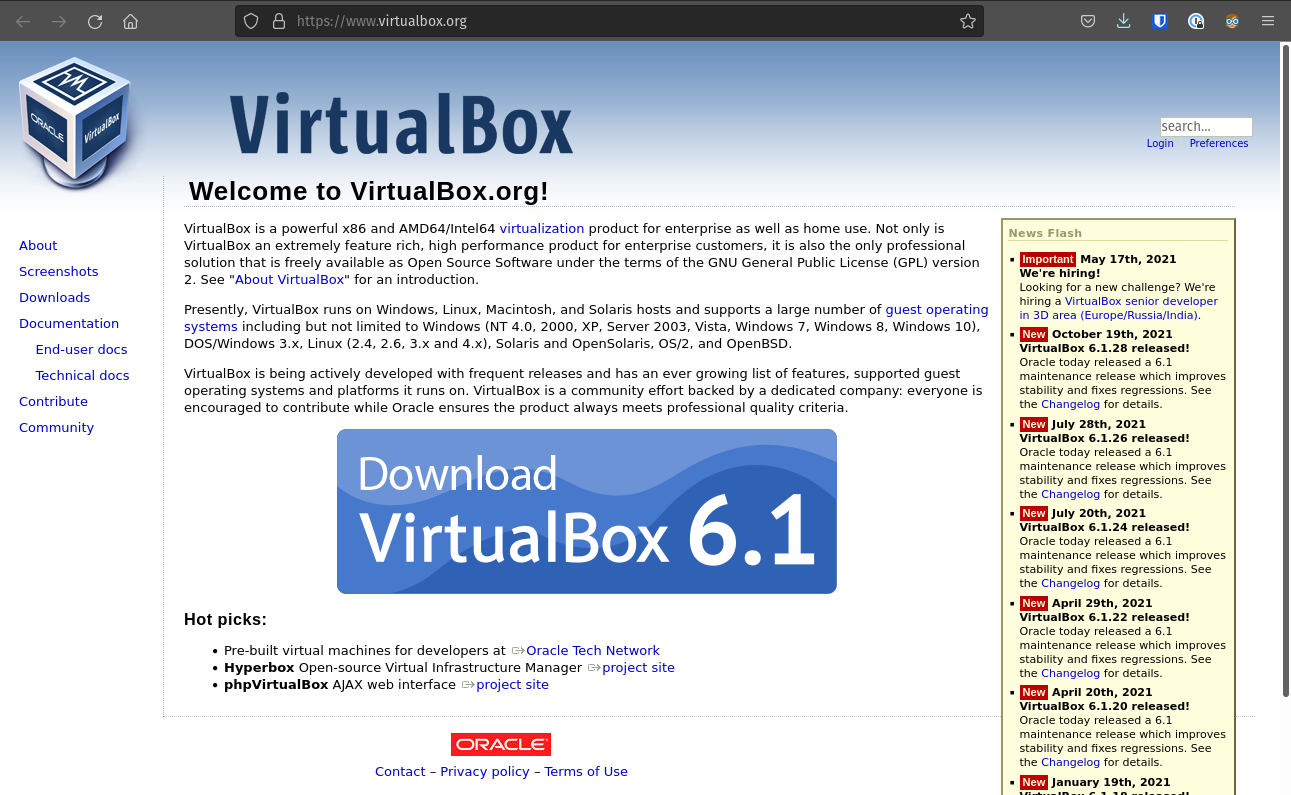 https://www.virtualbox.org
ORACLE
VirtualBox
VirtualBox
search...
Login Preferences
Welcome to VirtualBox.org!
About
Screenshots
Downloads
Documentation
End-user docs
Technical docs
Contribute
Community
VirtualBox is a powerful x86 and AMD64/Intel64 virtualization product for enterprise as well as home use. Not only is
VirtualBox an extremely feature rich, high performance product for enterprise customers, it is also the only professional
solution that is freely available as Open Source Software under the terms of the GNU General Public License (GPL) version
2. See "About VirtualBox" for an introduction.
Presently, VirtualBox runs on Windows, Linux, Macintosh, and Solaris hosts and supports a large number of guest operating
systems including but not limited to Windows (NT 4.0, 2000, XP, Server 2003, Vista, Windows 7, Windows 8, Windows 10),
DOS/Windows 3.x, Linux (2.4, 2.6, 3.x and 4.x), Solaris and OpenSolaris, OS/2, and OpenBSD.
VirtualBox is being actively developed with frequent releases and has an ever growing list of features, supported guest
operating systems and platforms it runs on. VirtualBox is a community effort backed by a dedicated company: everyone is
encouraged to contribute while Oracle ensures the product always meets professional quality criteria.
Download
VirtualBox 6.1
Hot picks:
• Pre-built virtual machines for developers at Oracle Tech Network
• Hyperbox Open-source Virtual Infrastructure Manager project site
• phpVirtualBox AJAX web interface project site
News Flash
Important May 17th, 2021
We're hiring!
Looking for a new challenge? We're
hiring a VirtualBox senior developer
in 3D area (Europe/Russia/India).
New October 19th, 2021
VirtualBox 6.1.28 released!
Oracle today released a 6.1
maintenance release which improves
stability and fixes regressions. See
the Changelog for details.
New July 28th, 2021
VirtualBox 6.1.26 released!
Oracle today released a 6.1
maintenance release which improves
stability and fixes regressions. See
the Changelog for details.
New July 20th, 2021
VirtualBox 6.1.24 released!
Oracle today released a 6.1
maintenance release which improves
stability and fixes regressions. See
the Changelog for details.
New April 29th, 2021
VirtualBox 6.1.22 released!
Oracle today released a 6.1
maintenance release which improves
stability and fixes regressions. See
the Changelog for details.
New April 20th, 2021
VirtualBox 6.1.20 released!
Oracle today released a 6.1
maintenance release which improves
stability and fixes regressions. See
the Changelog for details.
New January 19th, 2021
VirtualBox 6.1.18 released!
ORACLE
Contact – Privacy policy – Terms of Use